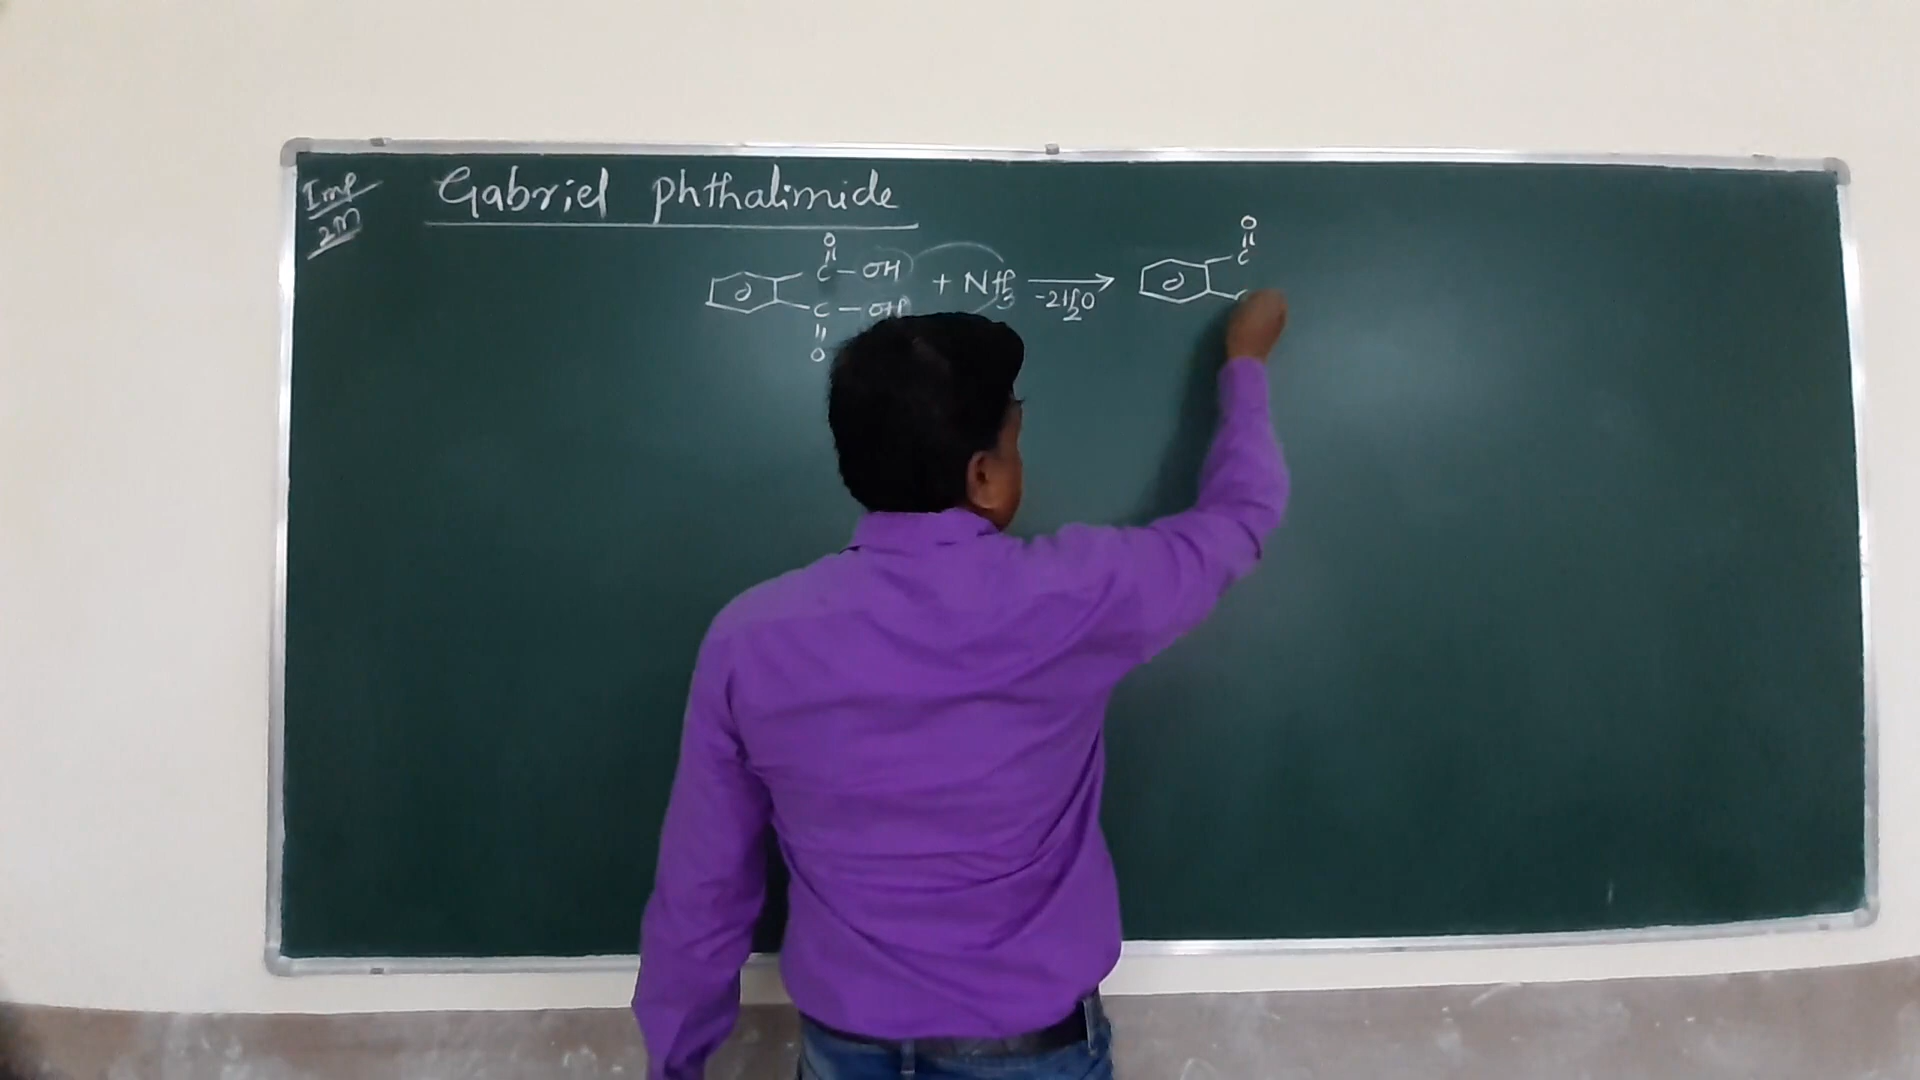 Imp
2M
Gabriel phthalimide
O
C - OH
C - OH
O
+ NH3
-2H2O
O
C